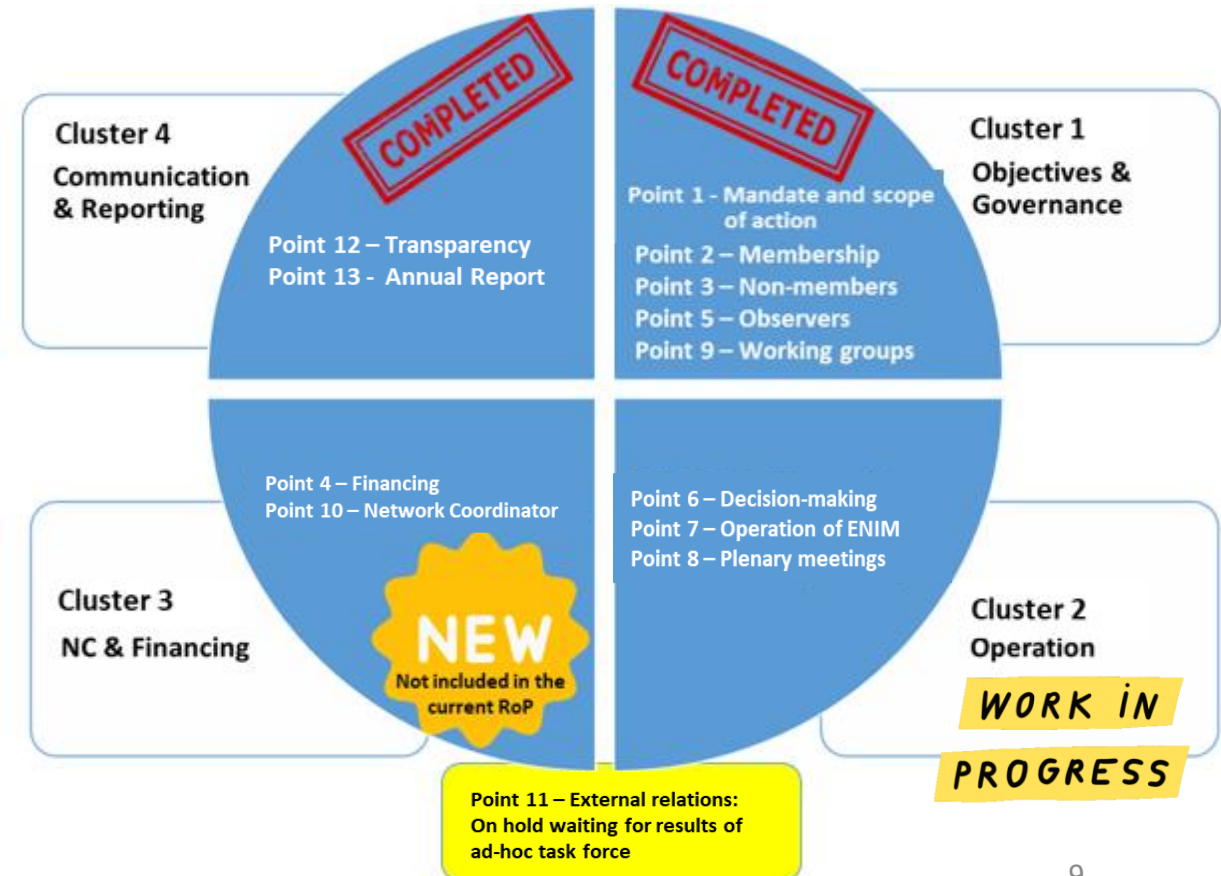 COMPLETED
COMPLETED
Cluster 4
Communication
& Reporting
Point 12 – Transparency
Point 13 - Annual Report
Point 1 - Mandate and scope
of action
Point 2 – Membership
Point 3 – Non-members
Point 5 – Observers
Point 9 – Working groups
Cluster 1
Objectives &
Governance
Point 4 – Financing
Point 10 – Network Coordinator
NEW
Not included in the
current RoP
Cluster 3
NC & Financing
Point 6 – Decision-making
Point 7 – Operation of ENIM
Point 8 – Plenary meetings
Cluster 2
Operation
WORK iN
PROGRESS
Point 11 – External relations:
On hold waiting for results of
ad-hoc task force
9